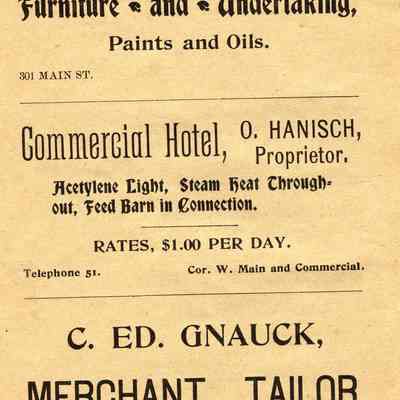 Furniture and Undertaking,
Paints and Oils.
301 MAIN ST.
Commercial Hotel, O. HANISCH,
Proprietor.
Acetylene Light, Steam Heat Through-
out, Feed Barn in Connection.
RATES, $1.00 PER DAY.
Telephone 51. Cor. W. Main and Commercial.
C. ED. GNAUCK,
MERCHANT TAILOR